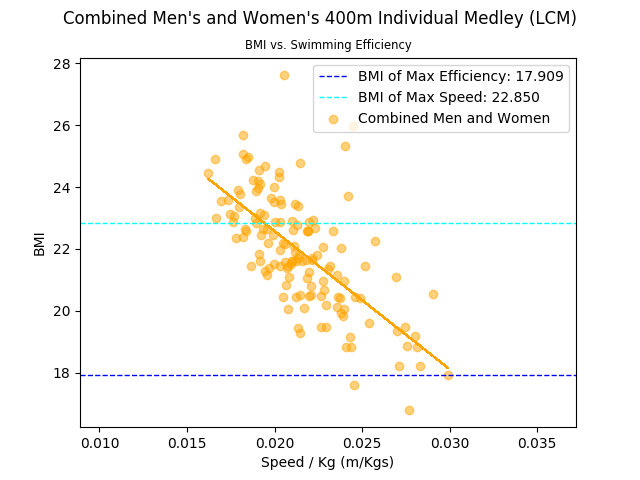 Combined Men's and Women's 400m Individual Medley (LCM)
BMI vs. Swimming Efficiency
BMI of Max Efficiency: 17.909
BMI of Max Speed: 22.850
Combined Men and Women
BMI
28
26
24
22
20
18
0.010 0.015 0.020 0.025 0.030 0.035
Speed / Kg (m/Kgs)